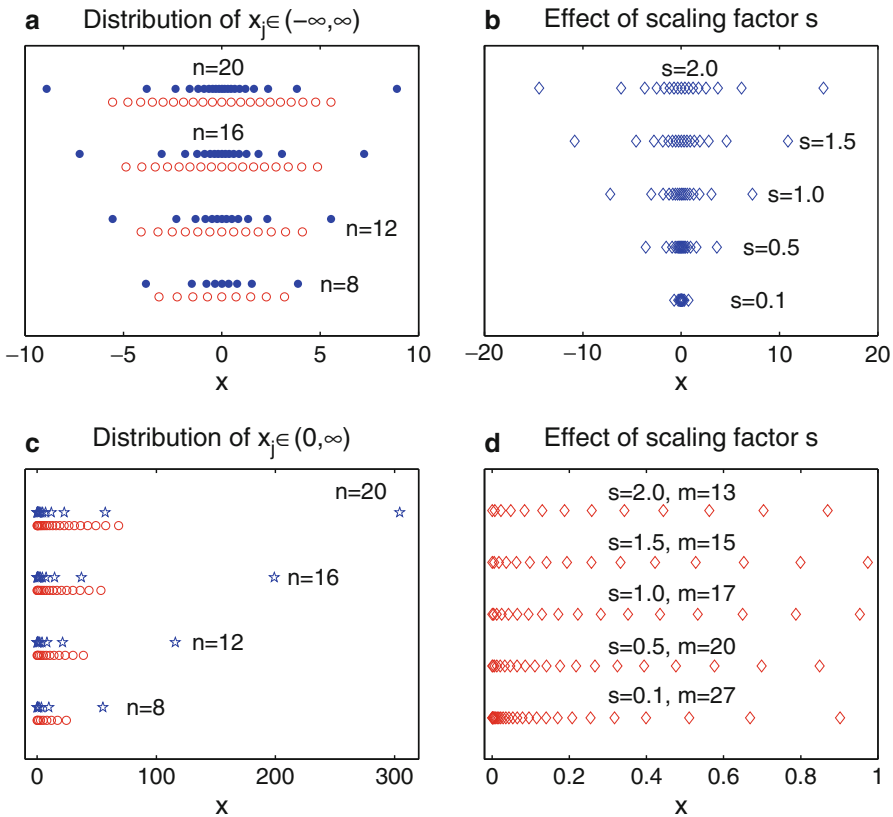 a Distribution of xj∈(−∞,∞)
n=20
n=16
n=12
n=8
−10 −5 0 5 10
x
b Effect of scaling factor s
s=2.0
s=1.5
s=1.0
s=0.5
s=0.1
−20 −10 0 10 20
x
c Distribution of xj∈(0,∞)
n=20
n=16
n=12
n=8
0 100 200 300
x
d Effect of scaling factor s
s=2.0, m=13
s=1.5, m=15
s=1.0, m=17
s=0.5, m=20
s=0.1, m=27
0 0.2 0.4 0.6 0.8 1
x